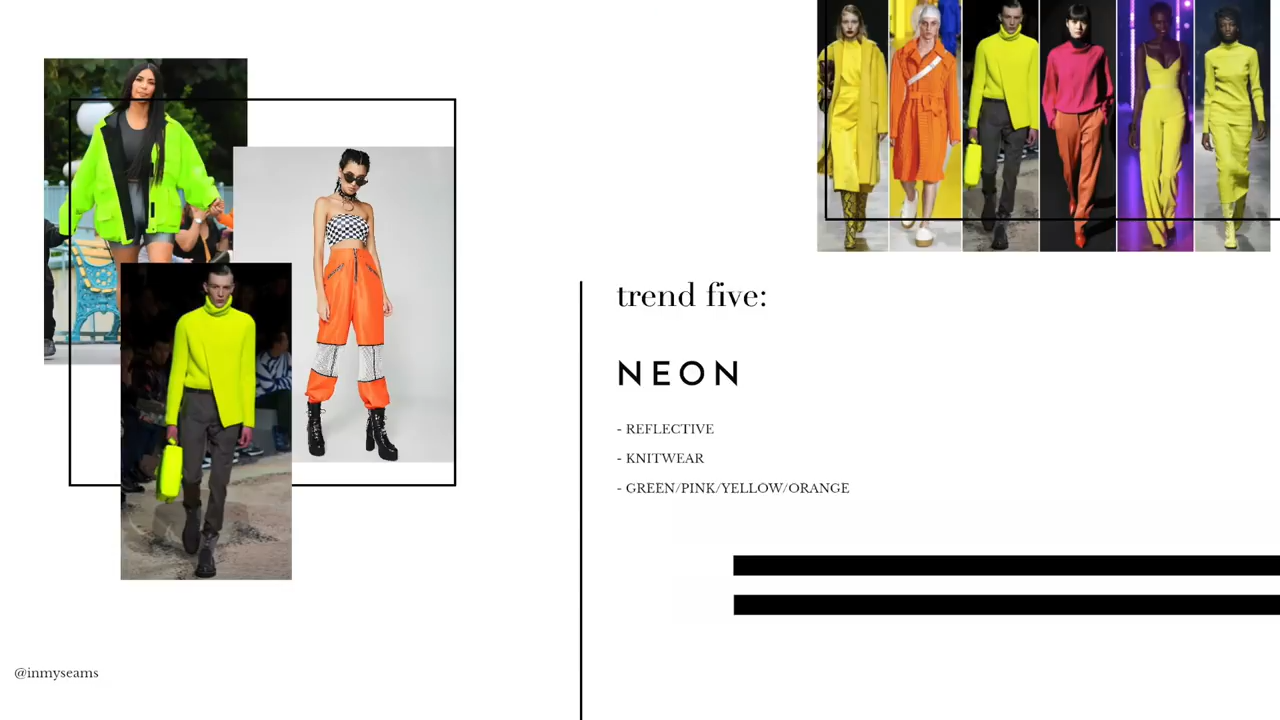 trend five:
NEON
- REFLECTIVE
- KNITWEAR
- GREEN/PINK/YELLOW/ORANGE
@inmyseams